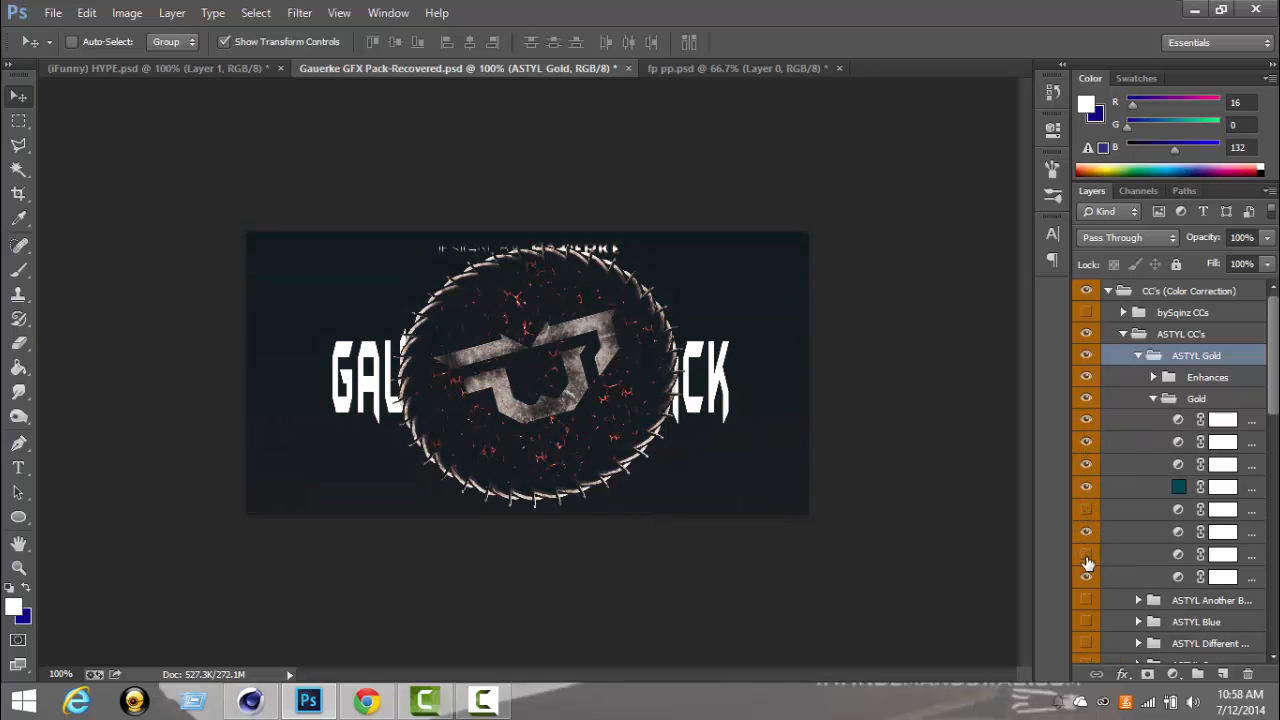 Ps File Edit Image Layer Type Select Filter 3D View Window Help
Auto-Select: Group Show Transform Controls Essentials
(iFunny) HYPE.psd @ 100% (Layer 1, RGB/8) * × Gauerke GFX Pack-Recovered.psd @ 100% (ASTYL Gold, RGB/8) * × fp pp.psd @ 66.7% (Layer 0, RGB/8) * ×
Color Swatches
R 16
G 0
B 132
Layers Channels Paths
Kind
Pass Through Opacity: 100%
Lock: Fill: 100%
CC's (Color Correction)
bySqinz CCs
ASTYL CC's
ASTYL Gold
Enhances
Gold
...
...
...
...
...
...
...
...
ASTYL Another B...
ASTYL Blue
ASTYL Different ...
GAU CK
100% Doc: 527.3K/272.1M
10:58 AM
7/12/2014